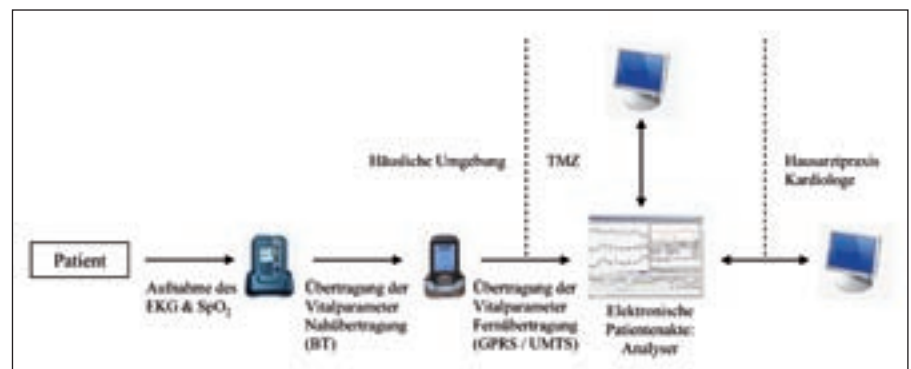 Häusliche Umgebung
TMZ
Hausarztpraxis
Kardiologe
Patient
Aufnahme des
EKG & SpO₂
Übertragung der
Vitalparameter
Nahübertragung
(BT)
Übertragung der
Vitalparameter
Fernübertragung
(GPRS / UMTS)
Elektronische
Patientenakte:
Analyser